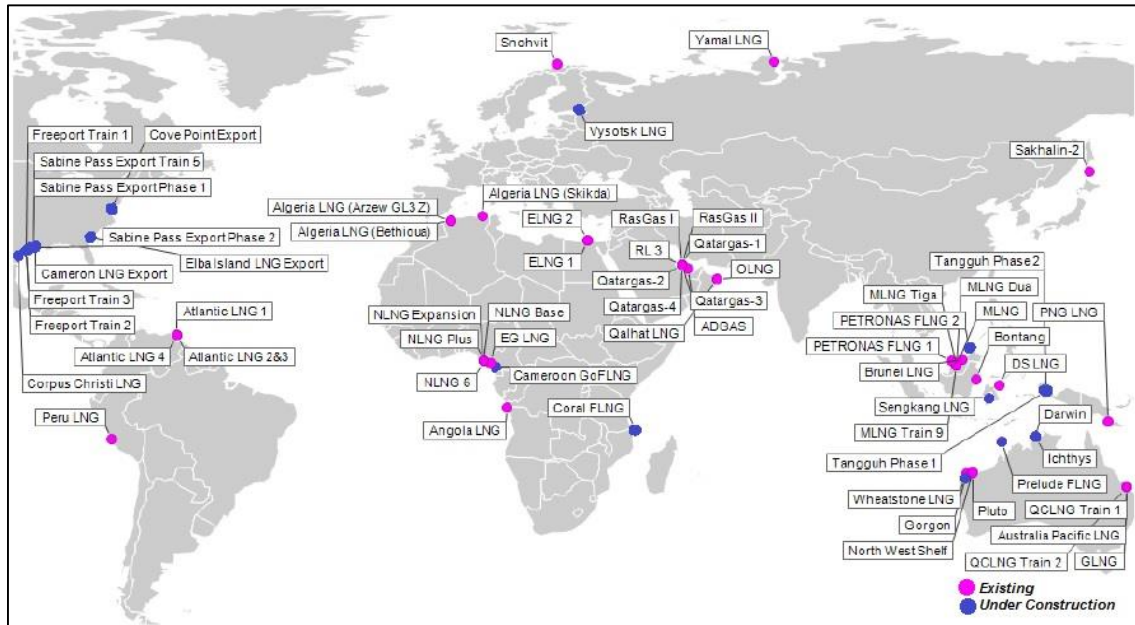 Snohvit
Yamal LNG
Freeport Train 1
Cove Point Export
Vysotsk LNG
Sabine Pass Export Train 5
Sakhalin-2
Sabine Pass Export Phase 1
Algeria LNG (Skikda)
Algeria LNG (Arzew GL3 Z)
ELNG 2
RasGas I
RasGas II
Algeria LNG (Bethioua)
Sabine Pass Export Phase 2
RL 3
Qatargas-1
Elba Island LNG Export
ELNG 1
OLNG
Tangguh Phase 2
Cameron LNG Export
Qatargas-2
MLNG Dua
MLNG Tiga
Freeport Train 3
Qatargas-4
Qatargas-3
PNG LNG
Atlantic LNG 1
NLNG Expansion
NLNG Base
PETRONAS FLNG 2
MLNG
Freeport Train 2
Qalhat LNG
ADGAS
NLNG Plus
EG LNG
Bontang
PETRONAS FLNG 1
Atlantic LNG 4
Atlantic LNG 2&3
DS LNG
Brunei LNG
NLNG 6
Cameroon GoFLNG
Corpus Christi LNG
Sengkang LNG
Coral FLNG
Darwin
Peru LNG
Angola LNG
MLNG Train 9
Ichthys
Tangguh Phase 1
Prelude FLNG
Wheatstone LNG
Pluto
QCLNG Train 1
Gorgon
Australia Pacific LNG
North West Shelf
QCLNG Train 2
GLNG
Existing
Under Construction